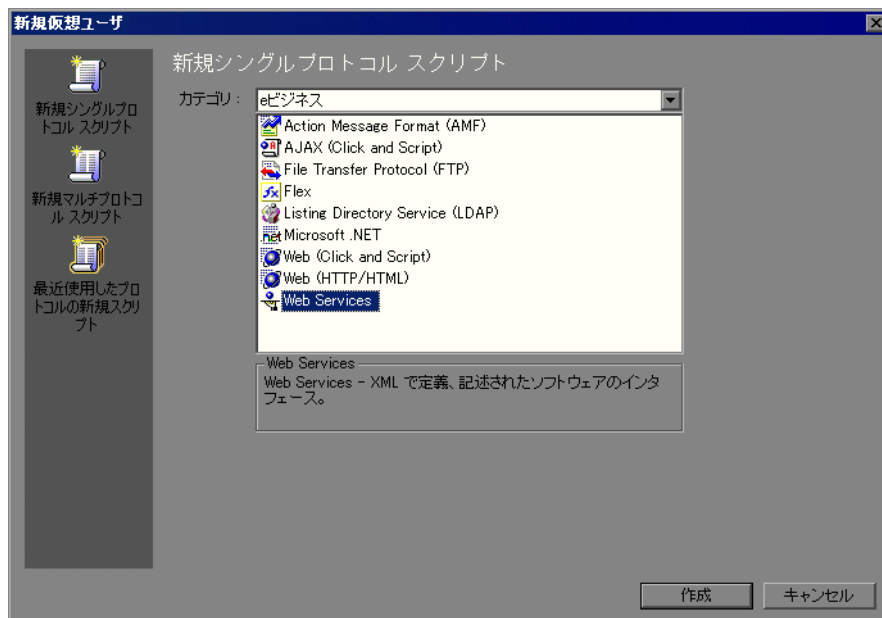 新規仮想ユーザ
新規シングルプロ
トコル スクリプト
新規マルチプロトコ
ル スクリプト
最近使用したプロ
トコルの新規スクリ
プト
新規シングルプロトコル スクリプト
カテゴリ : eビジネス
Action Message Format (AMF)
AJAX (Click and Script)
File Transfer Protocol (FTP)
Flex
Listing Directory Service (LDAP)
Microsoft .NET
Web (Click and Script)
Web (HTTP/HTML)
Web Services
Web Services
Web Services - XML で定義、記述されたソフトウェアのインタ
フェース。
作成
キャンセル